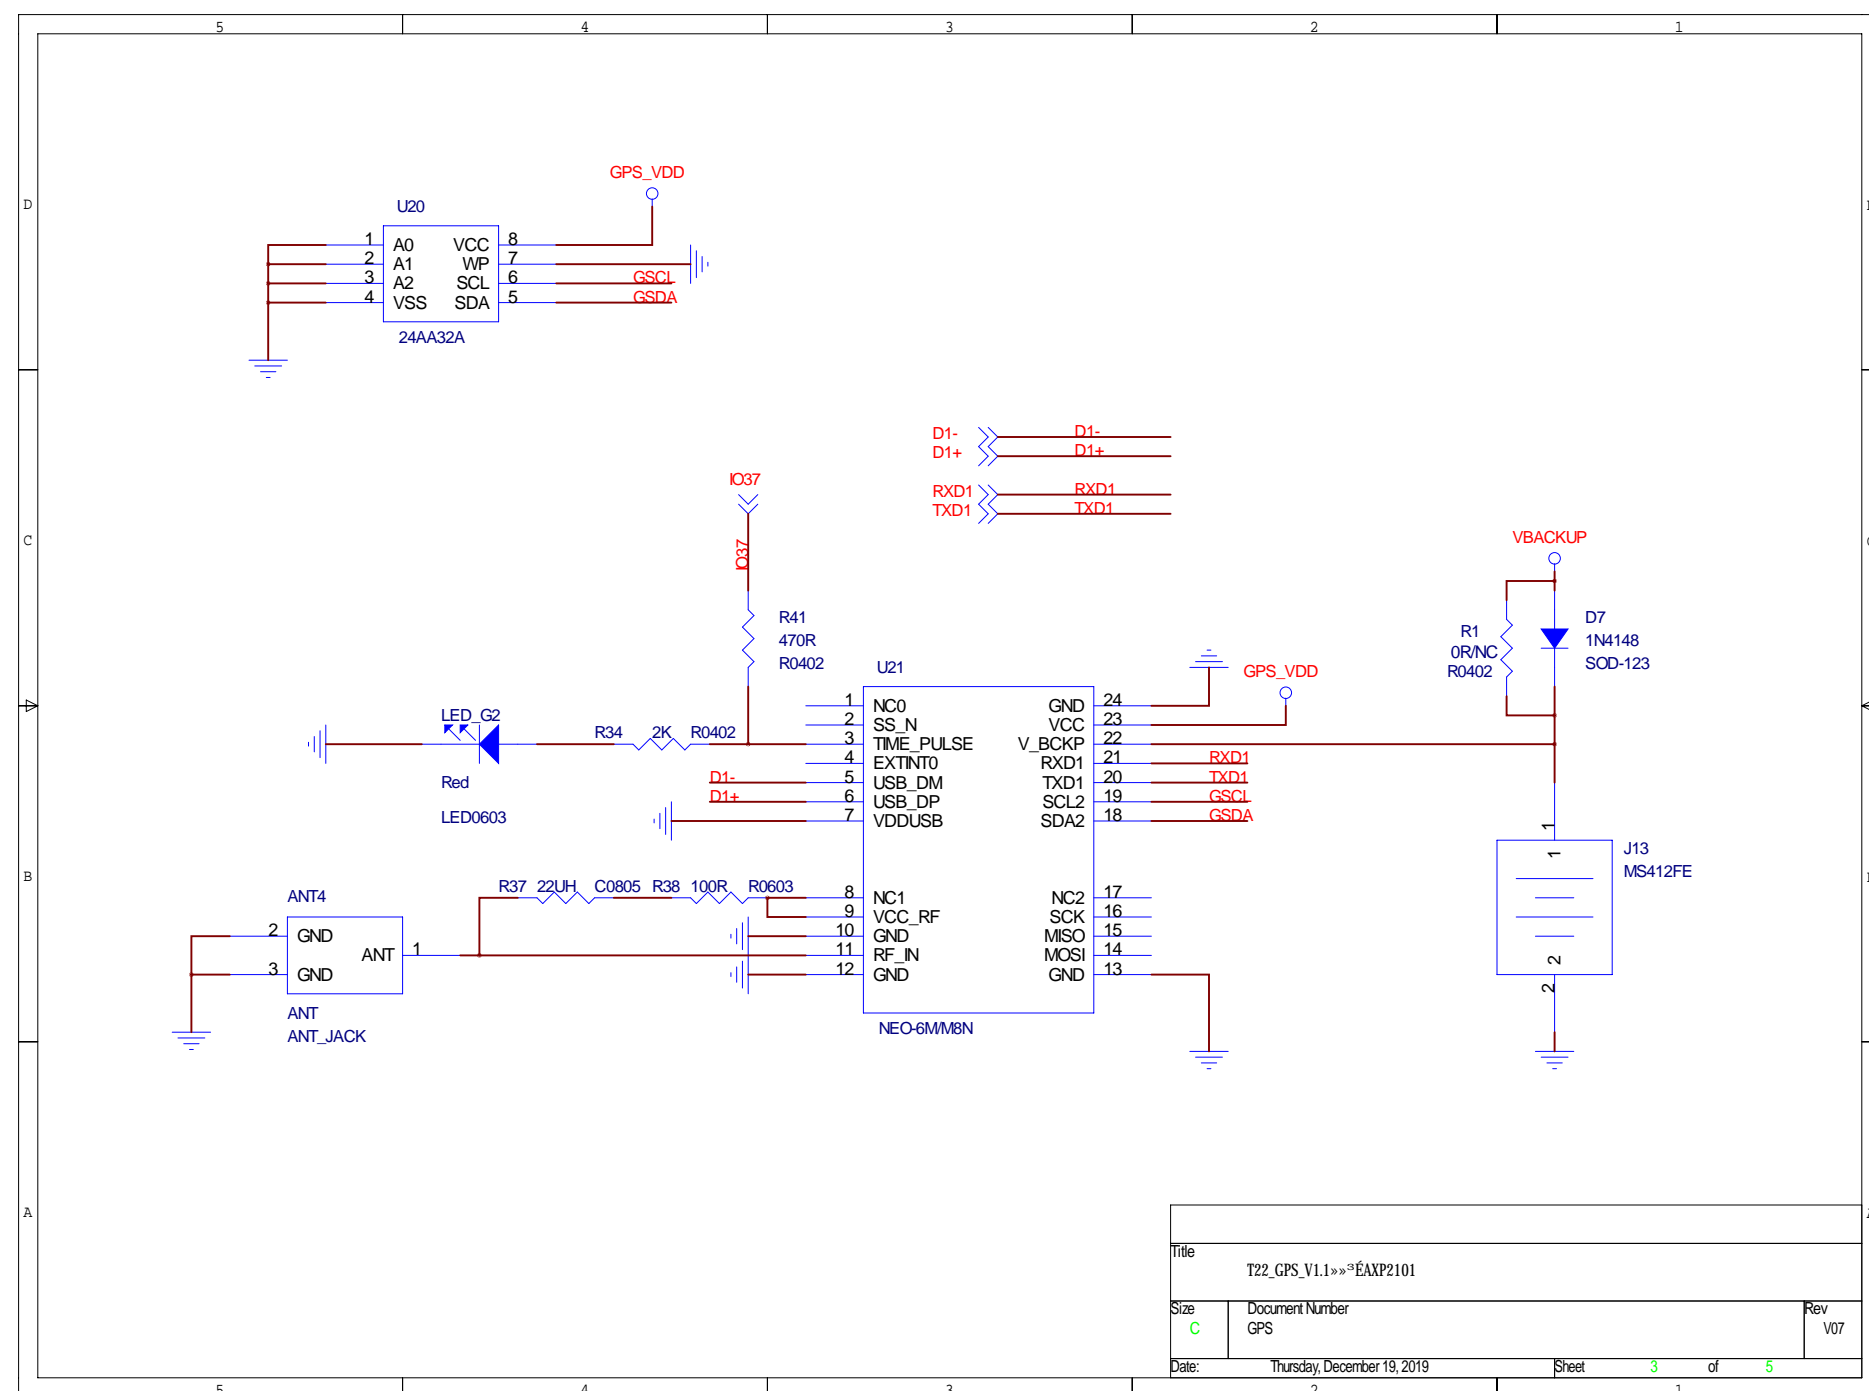 5 4 3 2 1
D
GPS_VDD
U20
1 A0 VCC 8
2 A1 WP 7
3 A2 SCL 6 GSCL
4 VSS SDA 5 GSDA
24AA32A
D1- D1-
D1+ D1+
RXD1 RXD1
TXD1 TXD1
IO37
IO37
C
VBACKUP
R41
470R
R0402
R1
0R/NC
R0402
D7
1N4148
SOD-123
U21
GPS_VDD
LED_G2
R34 2K R0402
Red
LED0603
D1-
D1+
1 NC0 GND 24
2 SS_N VCC 23
3 TIME_PULSE V_BCKP 22
4 EXTINT0 RXD1 21 RXD1
5 USB_DM TXD1 20 TXD1
6 USB_DP SCL2 19 GSCL
7 VDDUSB SDA2 18 GSDA
8 NC1 NC2 17
9 VCC_RF SCK 16
10 GND MISO 15
11 RF_IN MOSI 14
12 GND GND 13
NEO-6M/M8N
1
1
J13
MS412FE
2
2
B
R37 22UH C0805 R38 100R R0603
ANT4
2 GND
ANT 1
3 GND
ANT
ANT_JACK
A
Title
T22_GPS_V1.1»»³ÉAXP2101
Size Document Number Rev
C GPS V07
Date: Thursday, December 19, 2019 Sheet 3 of 5
5 4 3 2 1